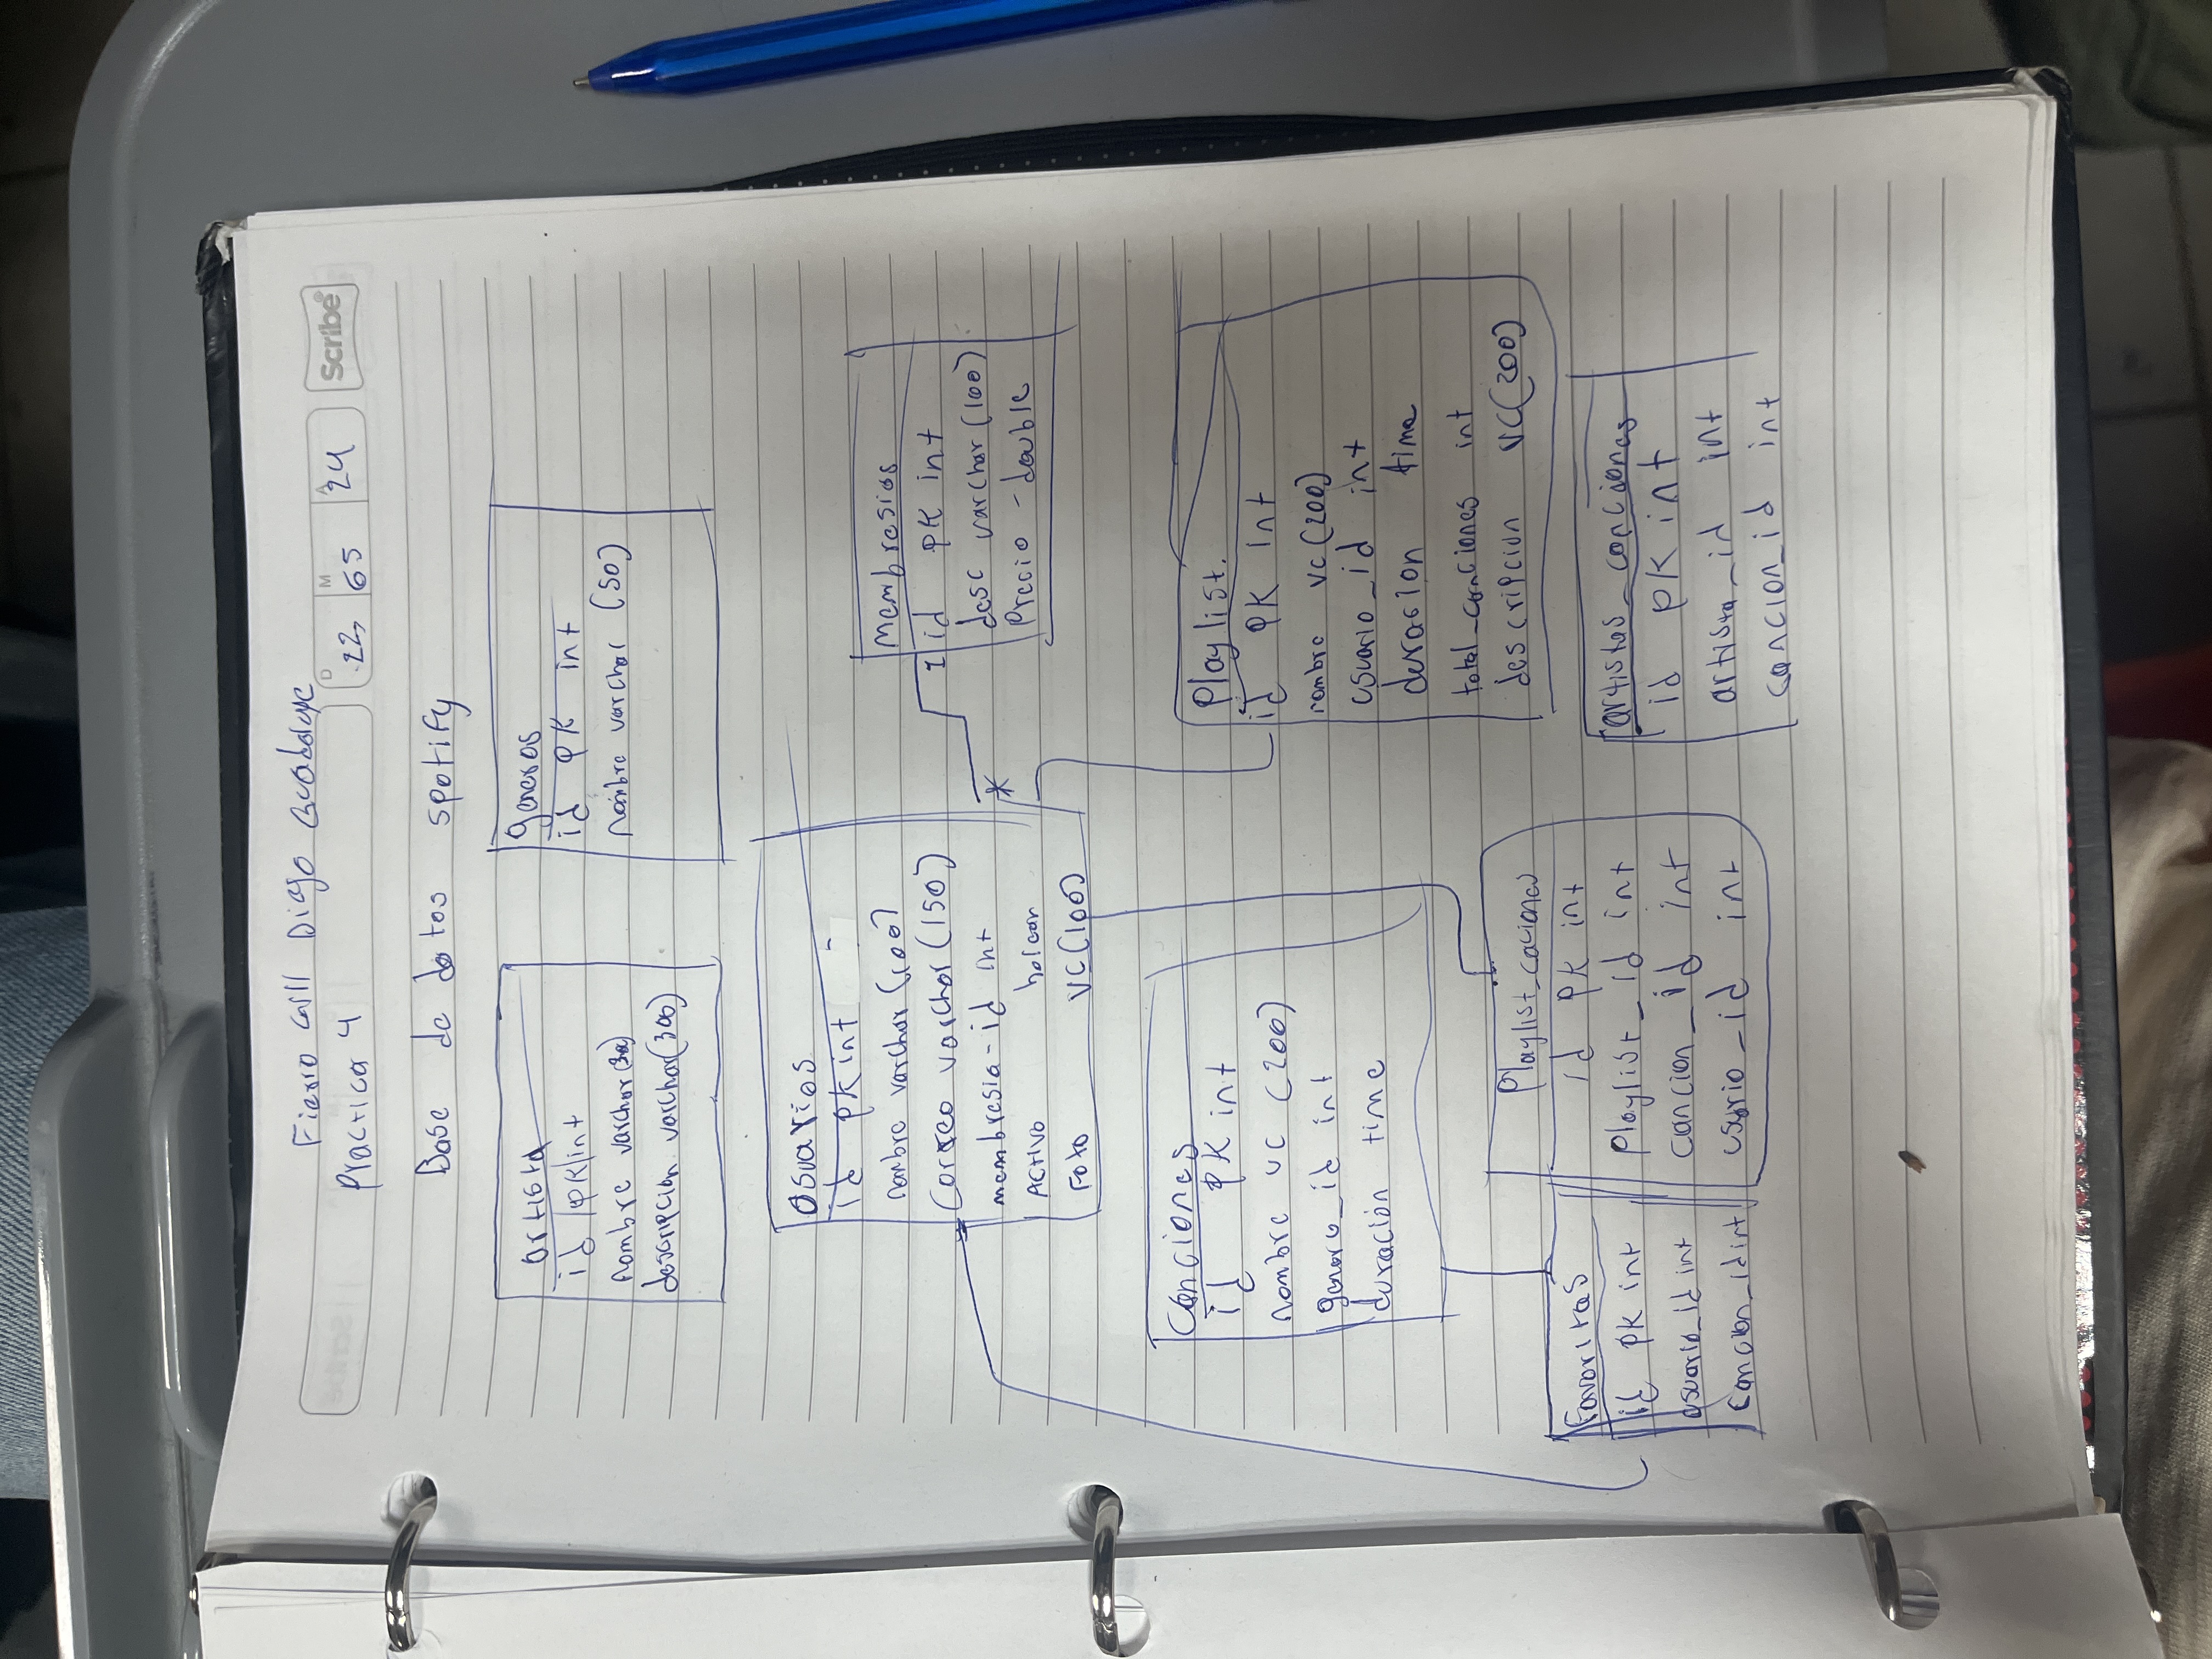 Fierro Diego Guadalupe
Practica 4
D 22, M 05 A 24
Scribe
Base de datos spotify
artista
id |PK| int
nombre varchar (300)
descripcion varchar(300)
generos
id PK int
nombre varchar (50)
Usuarios
id pk int
nombre varchar (100)
Correo varchar (150)
membresia-id int
ACTIVO bolean
Foto VC(100)
*
1
Membresias
id PK int
desc varchar (100)
Precio - double
Canciones
id PK int
nombre VC (200)
genero_id int
duración time
Playlist.
id PK int
nombre VC (200)
usuario_id int
duracion time
total_canciones int
descripcion VC(200)
Favoritas
id PK int
usuario_id int
cancion_id int
Playlist_caciones
id PK int
playlist_id int
cancion_id int
usurio_id int
artistas_canciones
id PK int
artista_id int
cancion_id int